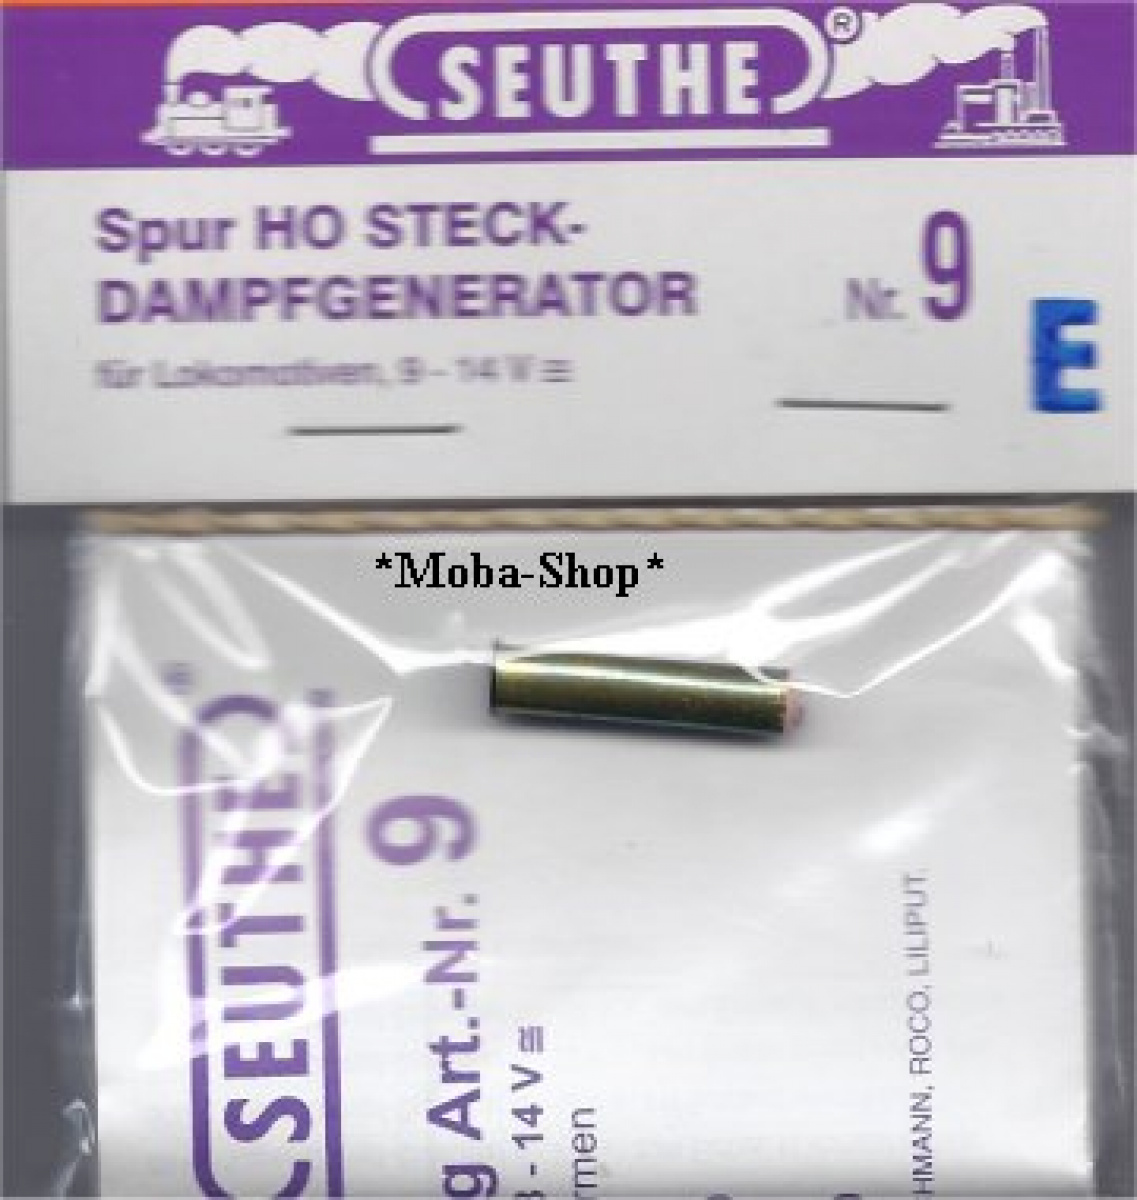 SEUTHE®
Spur HO STECK-
DAMPFGENERATOR
Nr. 9
für Lokomotiven, 9 - 14 V ≅
E
*Moba-Shop*
SEUTHE®
g Art.-Nr. 9
- 14 V ≅
rmen
HMANN, ROCO, LILIPUT,